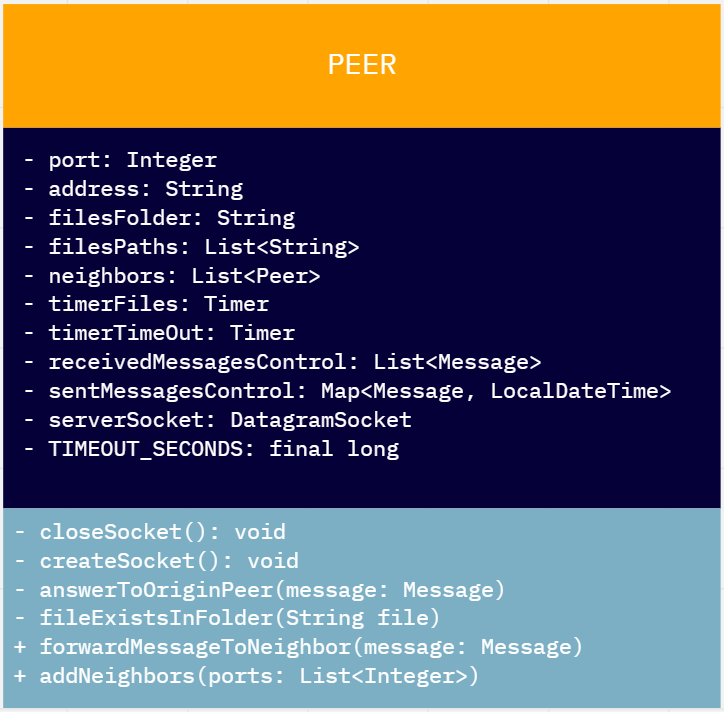 PEER
- port: Integer
- address: String
- filesFolder: String
- filesPaths: List<String>
- neighbors: List<Peer>
- timerFiles: Timer
- timerTimeOut: Timer
- receivedMessagesControl: List<Message>
- sentMessagesControl: Map<Message, LocalDateTime>
- serverSocket: DatagramSocket
- TIMEOUT_SECONDS: final long
- closeSocket(): void
- createSocket(): void
- answerToOriginPeer(message: Message)
- fileExistsInFolder(String file)
+ forwardMessageToNeighbor(message: Message)
+ addNeighbors(ports: List<Integer>)